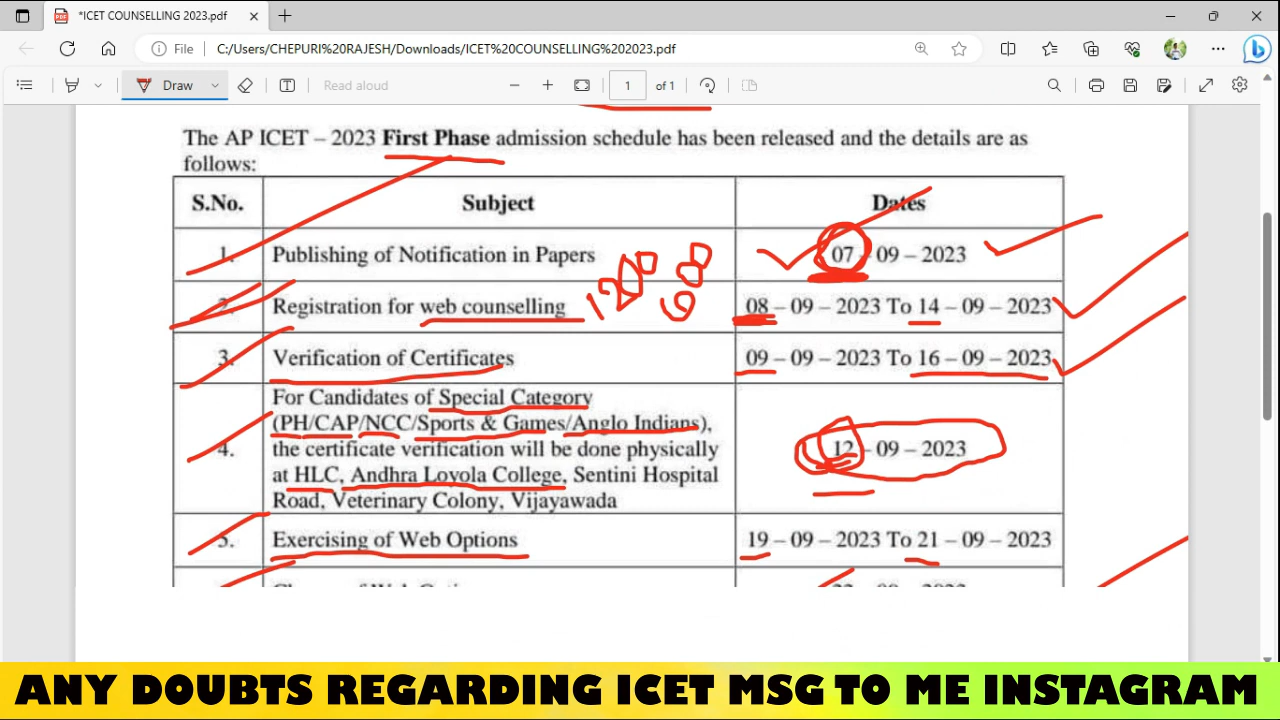 *ICET COUNSELLING 2023.pdf
File C:/Users/CHEPURI%20RAJESH/Downloads/ICET%20COUNSELLING%202023.pdf
Draw Read aloud 1 of 1
The AP ICET – 2023 First Phase admission schedule has been released and the details are as
follows:
S.No. Subject Dates
1. Publishing of Notification in Papers 07 – 09 – 2023
2. Registration for web counselling 08 – 09 – 2023 To 14 – 09 – 2023
1200 600
3. Verification of Certificates 09 – 09 – 2023 To 16 – 09 – 2023
For Candidates of Special Category
(PH/CAP/NCC/Sports & Games/Anglo Indians),
4. the certificate verification will be done physically 12 – 09 – 2023
at HLC, Andhra Loyola College, Sentini Hospital
Road, Veterinary Colony, Vijayawada
5. Exercising of Web Options 19 – 09 – 2023 To 21 – 09 – 2023
ANY DOUBTS REGARDING ICET MSG TO ME INSTAGRAM